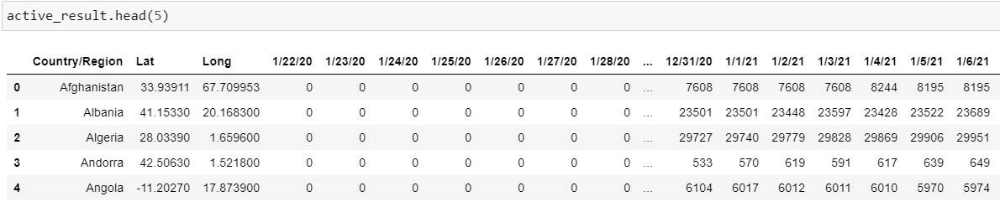 active_result.head(5)
Country/Region Lat Long 1/22/20 1/23/20 1/24/20 1/25/20 1/26/20 1/27/20 1/28/20 ... 12/31/20 1/1/21 1/2/21 1/3/21 1/4/21 1/5/21 1/6/21
0 Afghanistan 33.93911 67.709953 0 0 0 0 0 0 0 ... 7608 7608 7608 7608 8244 8195 8195
1 Albania 41.15330 20.168300 0 0 0 0 0 0 0 ... 23501 23501 23448 23597 23428 23522 23689
2 Algeria 28.03390 1.659600 0 0 0 0 0 0 0 ... 29727 29740 29779 29828 29869 29906 29951
3 Andorra 42.50630 1.521800 0 0 0 0 0 0 0 ... 533 570 619 591 617 639 649
4 Angola -11.20270 17.873900 0 0 0 0 0 0 0 ... 6104 6017 6012 6011 6010 5970 5974